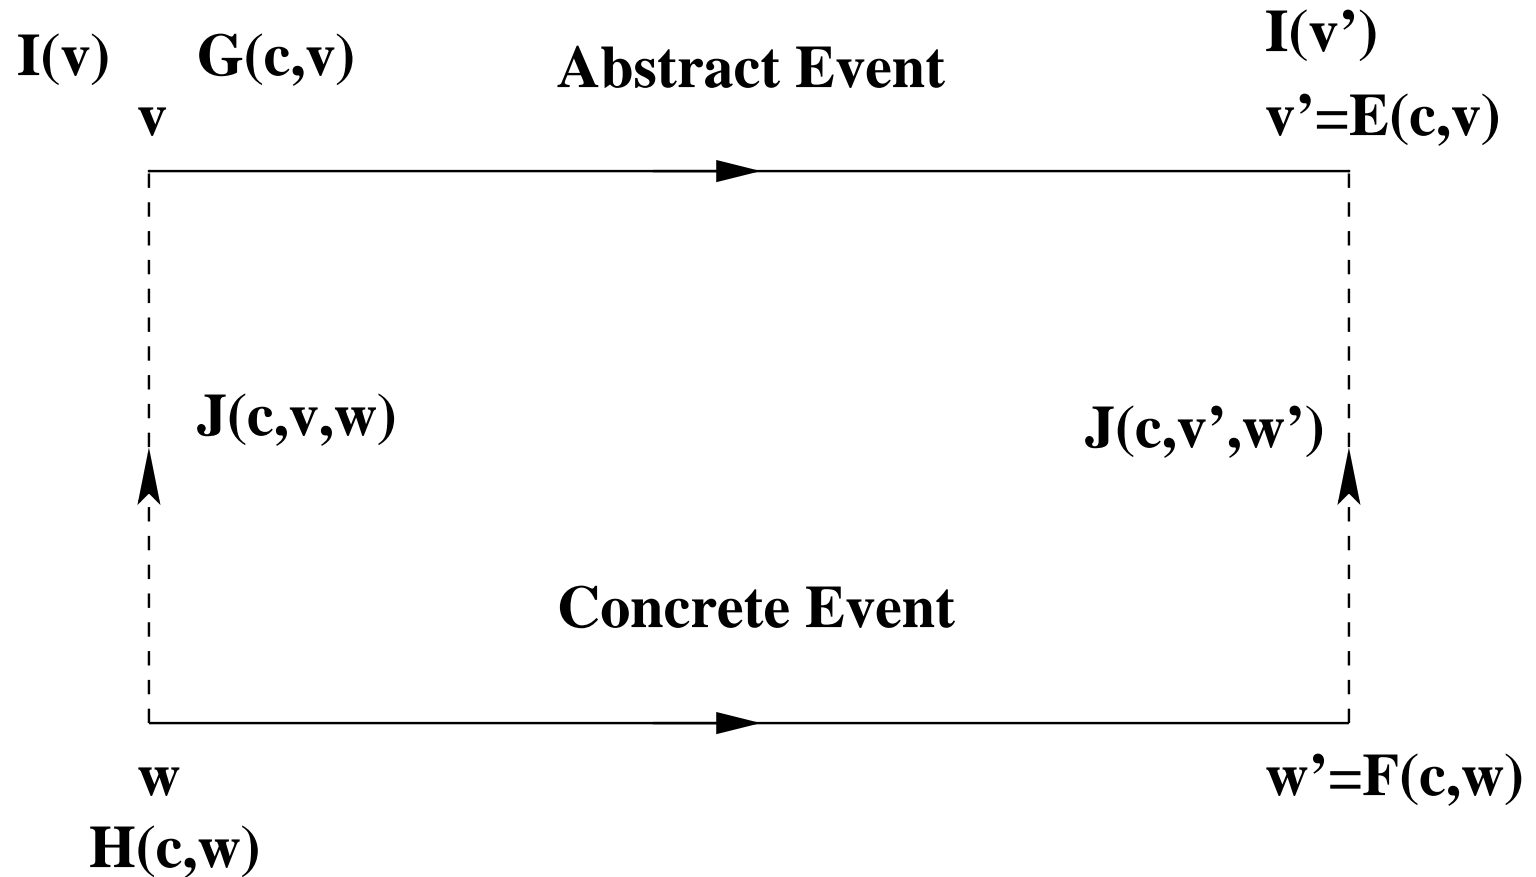 I(v) G(c,v) Abstract Event I(v’)
v v’=E(c,v)
J(c,v,w) J(c,v’,w’)
Concrete Event
w w’=F(c,w)
H(c,w)